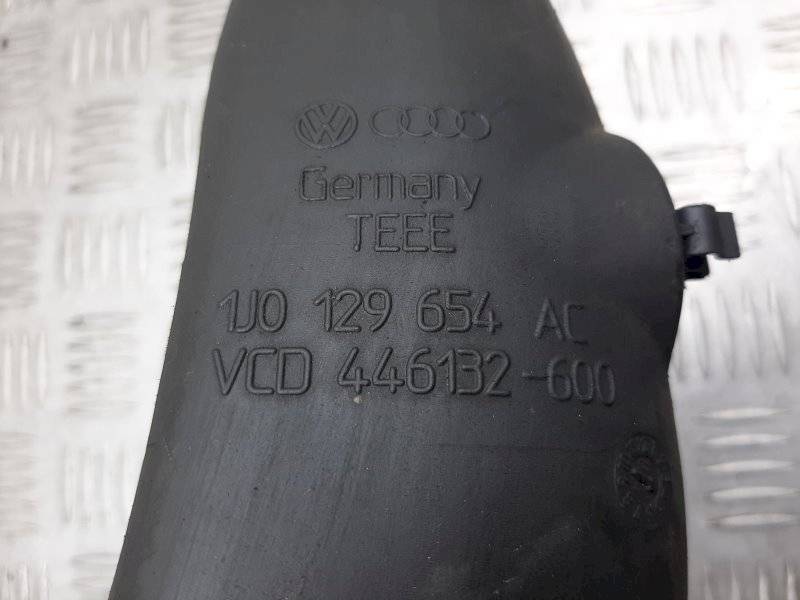 Germany
TEEE
1J0 129 654 AC
VCD 446132-600